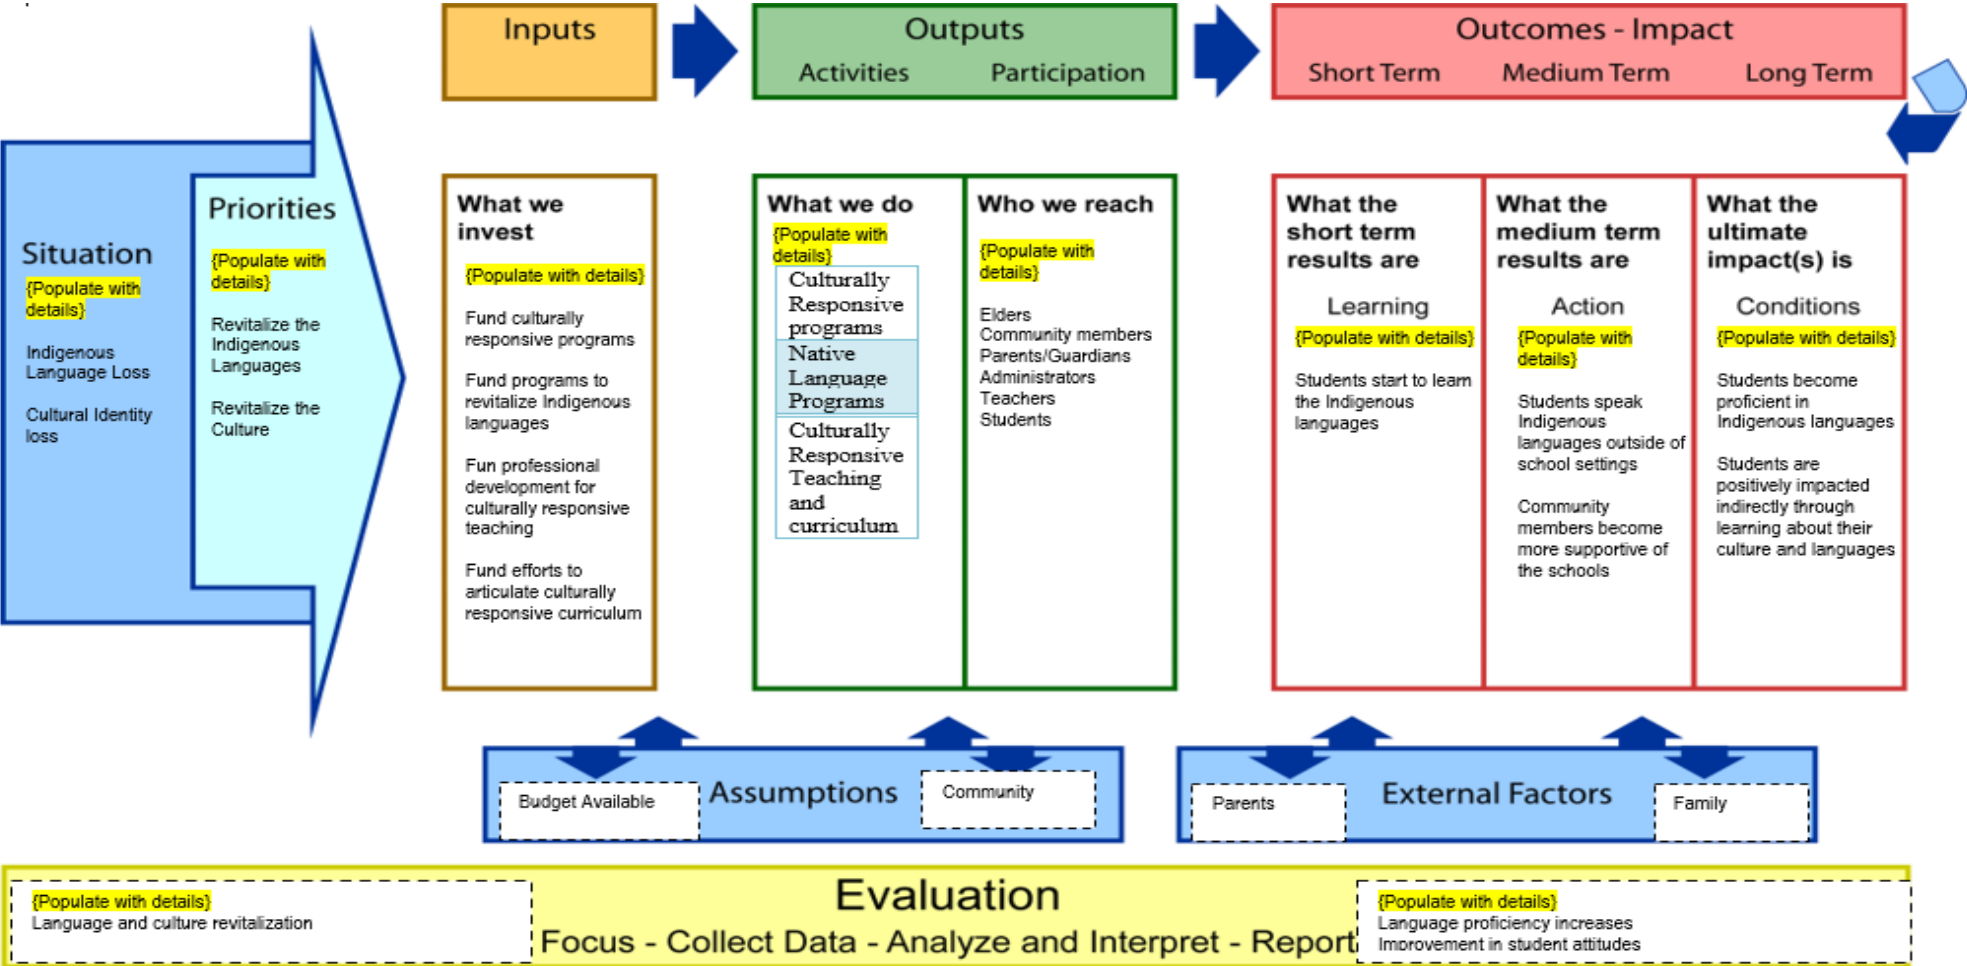 Inputs
Outputs
Activities Participation
Outcomes - Impact
Short Term Medium Term Long Term
Situation
{Populate with
details}
Indigenous
Language Loss
Cultural Identity
loss
Priorities
{Populate with
details}
Revitalize the
Indigenous
Languages
Revitalize the
Culture
What we
invest
{Populate with details}
Fund culturally
responsive programs
Fund programs to
revitalize Indigenous
languages
Fun professional
development for
culturally responsive
teaching
Fund efforts to
articulate culturally
responsive curriculum
What we do
{Populate with
details}
Culturally
Responsive
programs
Native
Language
Programs
Culturally
Responsive
Teaching
and
curriculum
Who we reach
{Populate with
details}
Elders
Community members
Parents/Guardians
Administrators
Teachers
Students
What the
short term
results are
Learning
{Populate with details}
Students start to learn
the Indigenous
languages
What the
medium term
results are
Action
{Populate with
details}
Students speak
Indigenous
languages outside of
school settings
Community
members become
more supportive of
the schools
What the
ultimate
impact(s) is
Conditions
{Populate with details}
Students become
proficient in
Indigenous languages
Students are
positively impacted
indirectly through
learning about their
culture and languages
Budget Available
Assumptions
Community
Parents
External Factors
Family
{Populate with details}
Language and culture revitalization
Evaluation
Focus - Collect Data - Analyze and Interpret - Report
{Populate with details}
Language proficiency increases
Improvement in student attitudes